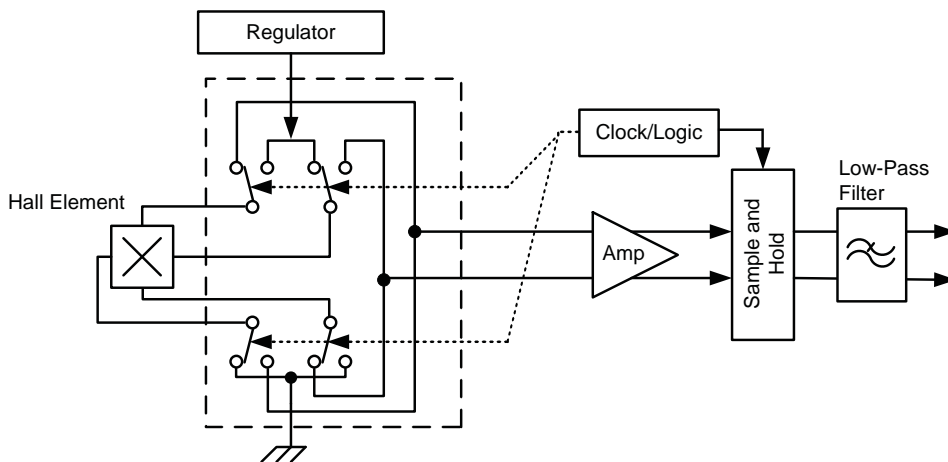 Regulator
Clock/Logic
Low-Pass
Filter
Hall Element
Amp
Sample and
Hold